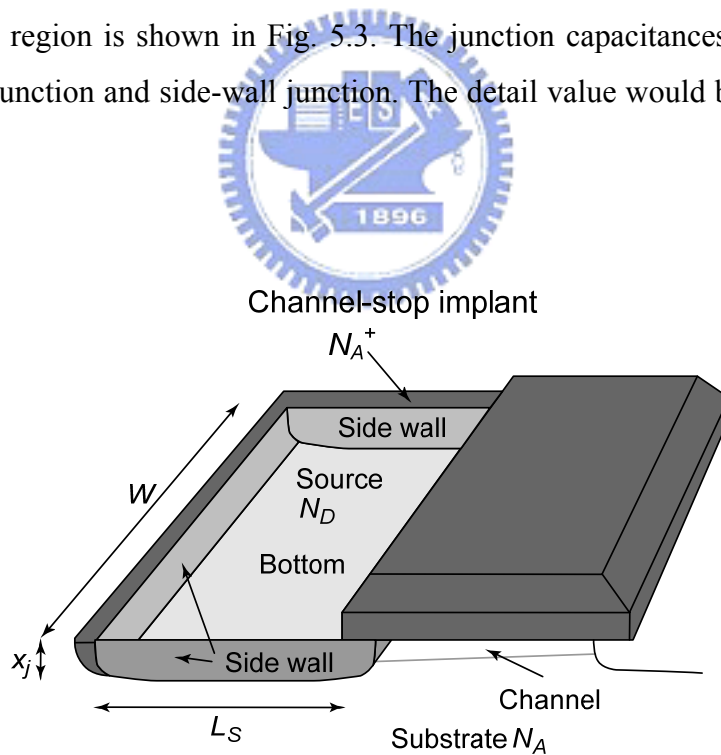 region is shown in Fig. 5.3. The junction capacitances
unction and side-wall junction. The detail value would b
E S
1896
Channel-stop implant
N_A^+
Side wall
Source
N_D
W
Bottom
x_j
Side wall
Channel
L_S
Substrate N_A